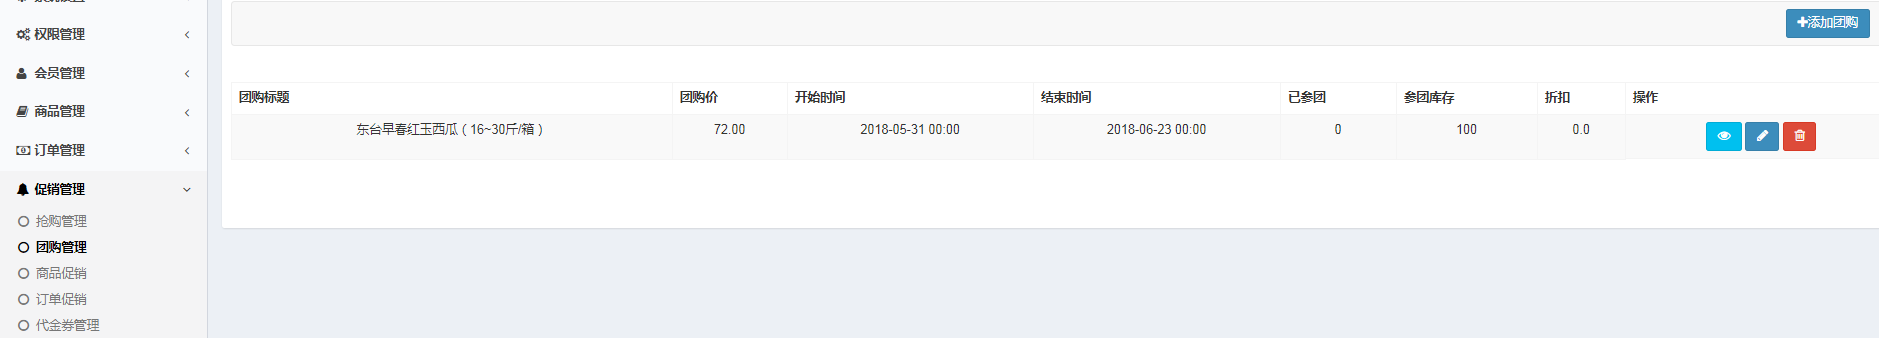 权限管理
会员管理
商品管理
订单管理
促销管理
抢购管理
团购管理
商品促销
订单促销
代金券管理
添加团购
团购标题 团购价 开始时间 结束时间 已参团 参团库存 折扣 操作
东台早春红玉西瓜（16~30斤/箱） 72.00 2018-05-31 00:00 2018-06-23 00:00 0 100 0.0